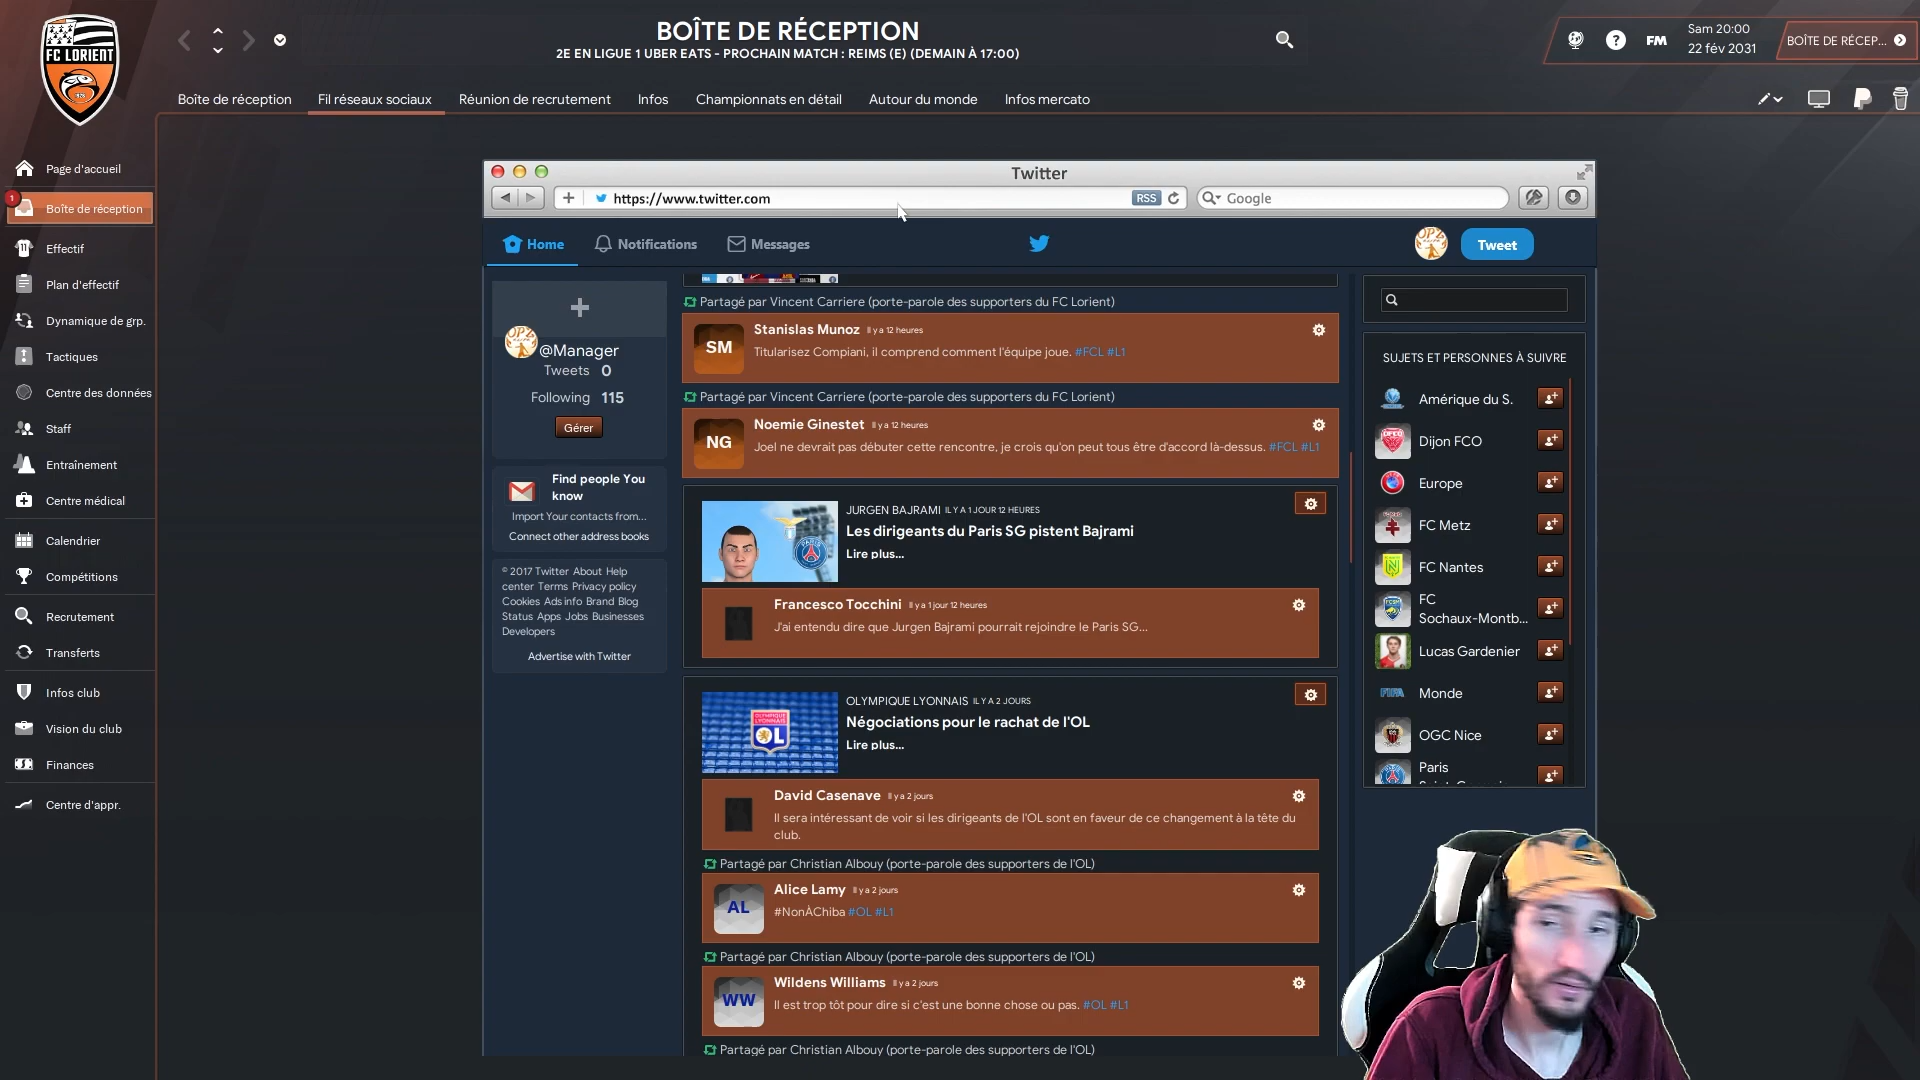 FC LORIENT
BOÎTE DE RÉCEPTION
2E EN LIGUE 1 UBER EATS - PROCHAIN MATCH : REIMS (E) (DEMAIN À 17:00)
?
FM
Sam 20:00
22 fév 2031
BOÎTE DE RÉCEP...
Boîte de réception
Fil réseaux sociaux
Réunion de recrutement
Infos
Championnats en détail
Autour du monde
Infos mercato
Page d'accueil
1
Boîte de réception
Effectif
Plan d'effectif
Dynamique de grp.
Tactiques
Centre des données
Staff
Entraînement
Centre médical
Calendrier
Compétitions
Recrutement
Transferts
Infos club
Vision du club
Finances
Centre d'appr.
Twitter
https://www.twitter.com
RSS
Google
Home
Notifications
Messages
Tweet
@Manager
Tweets 0
Following 115
Gérer
Find people You
know
Import Your contacts from...
Connect other address books
© 2017 Twitter About Help
center Terms Privacy policy
Cookies Ads info Brand Blog
Status Apps Jobs Businesses
Developers
Advertise with Twitter
Partagé par Vincent Carriere (porte-parole des supporters du FC Lorient)
SM
Stanislas Munoz Il y a 12 heures
Titularisez Compiani, il comprend comment l'équipe joue. #FCL #L1
Partagé par Vincent Carriere (porte-parole des supporters du FC Lorient)
NG
Noemie Ginestet Il y a 12 heures
Joel ne devrait pas débuter cette rencontre, je crois qu'on peut tous être d'accord là-dessus. #FCL #L1
JURGEN BAJRAMI IL Y A 1 JOUR 12 HEURES
Les dirigeants du Paris SG pistent Bajrami
Lire plus...
PARIS
Francesco Tocchini Il y a 1 jour 12 heures
J'ai entendu dire que Jurgen Bajrami pourrait rejoindre le Paris SG...
OLYMPIQUE LYONNAIS IL Y A 2 JOURS
Négociations pour le rachat de l'OL
Lire plus...
OLYMPIQUE LYONNAIS
OL
David Casenave Il y a 2 jours
Il sera intéressant de voir si les dirigeants de l'OL sont en faveur de ce changement à la tête du
club.
Partagé par Christian Albouy (porte-parole des supporters de l'OL)
AL
Alice Lamy Il y a 2 jours
#NonÀChiba #OL #L1
Partagé par Christian Albouy (porte-parole des supporters de l'OL)
WW
Wildens Williams Il y a 2 jours
Il est trop tôt pour dire si c'est une bonne chose ou pas. #OL #L1
Partagé par Christian Albouy (porte-parole des supporters de l'OL)
SUJETS ET PERSONNES À SUIVRE
Amérique du S.
Dijon FCO
Europe
FC Metz
FC Nantes
FC
Sochaux-Montb...
Lucas Gardenier
FIFA
Monde
OGC Nice
Paris